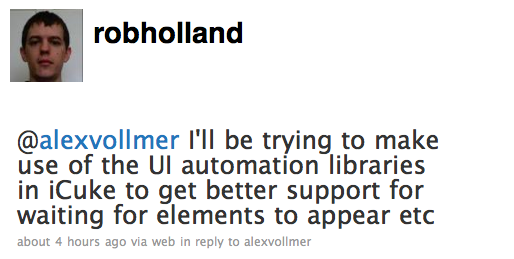 robholland
@alexvollmer I'll be trying to make
use of the UI automation libraries
in iCuke to get better support for
waiting for elements to appear etc
about 4 hours ago via web in reply to alexvollmer